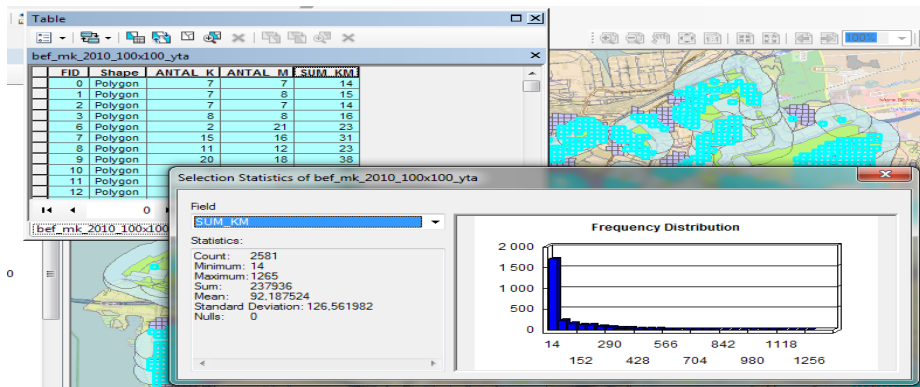 Table
100%
bef_mk_2010_100x100_yta
FID Shape ANTAL_K ANTAL_M SUM_KM
0 Polygon 7 7 14
1 Polygon 7 8 15
2 Polygon 7 7 14
3 Polygon 8 8 16
6 Polygon 2 21 23
7 Polygon 15 16 31
8 Polygon 11 12 23
9 Polygon 20 18 38
10 Polygon
11 Polygon
12 Polygon
0
bef_mk_2010_100x100
Selection Statistics of bef_mk_2010_100x100_yta
Field
SUM_KM
Statistics:
Count: 2581
Minimum: 14
Maximum: 1265
Sum: 237936
Mean: 92,187524
Standard Deviation: 126,561982
Nulls: 0
Frequency Distribution
2 000
1 500
1 000
500
0
14 290 566 842 1118
152 428 704 980 1256